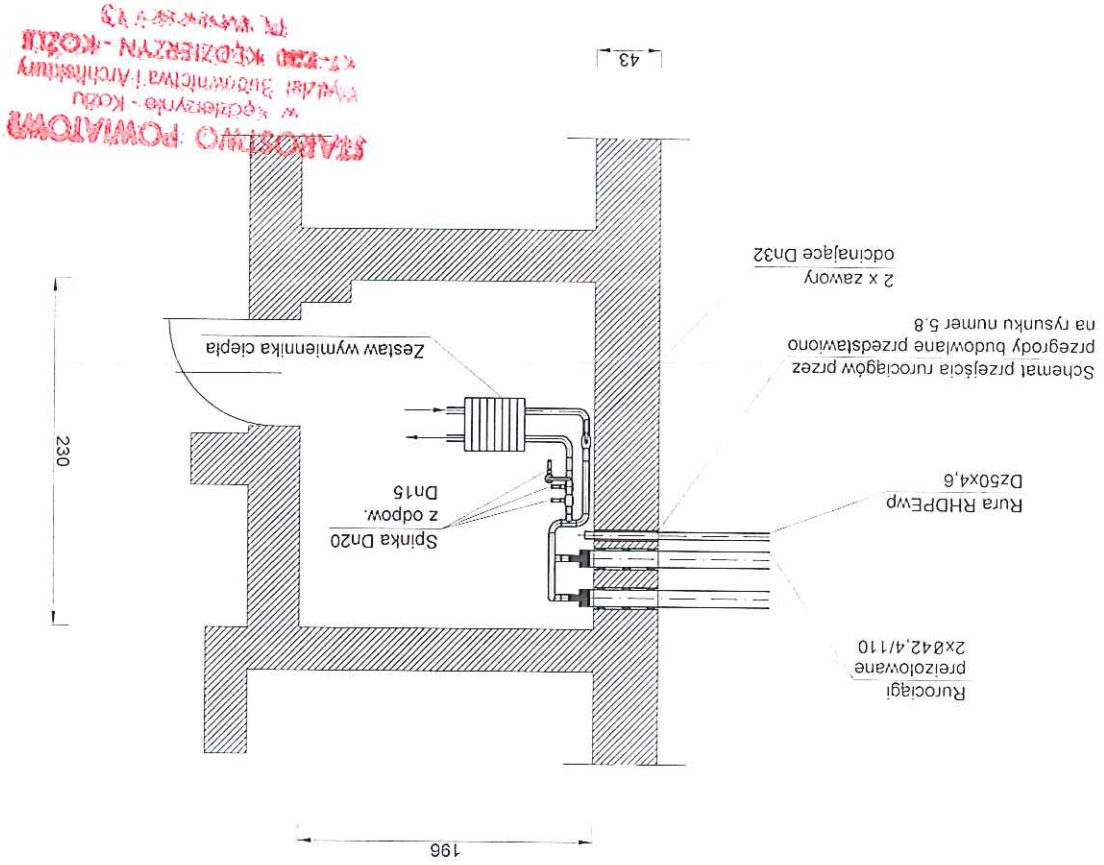 Rurociągi
preizolowane
2xø42,4/110
Rura RHDPEwp
Dz50x4,6
Schemat przejścia rurociągów przez
przegrody budowlane przedstawiono
na rysunku numer 5.8
2 x zawory
odcinające Dn32
Spinka Dn20
z odpow.
Dn15
Zestaw wymiennika ciepła
196
230
43
STAROSTWO POWIATOWE
w Kędzierzynie - Koźlu
Wydział Budownictwa i Architektury
KĘDZIERZYN - KOŹLE